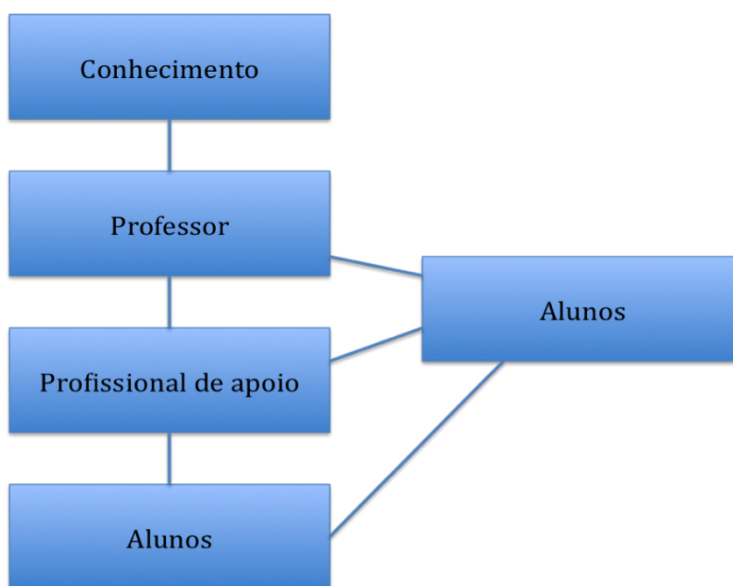 Conhecimento
Professor
Alunos
Profissional de apoio
Alunos